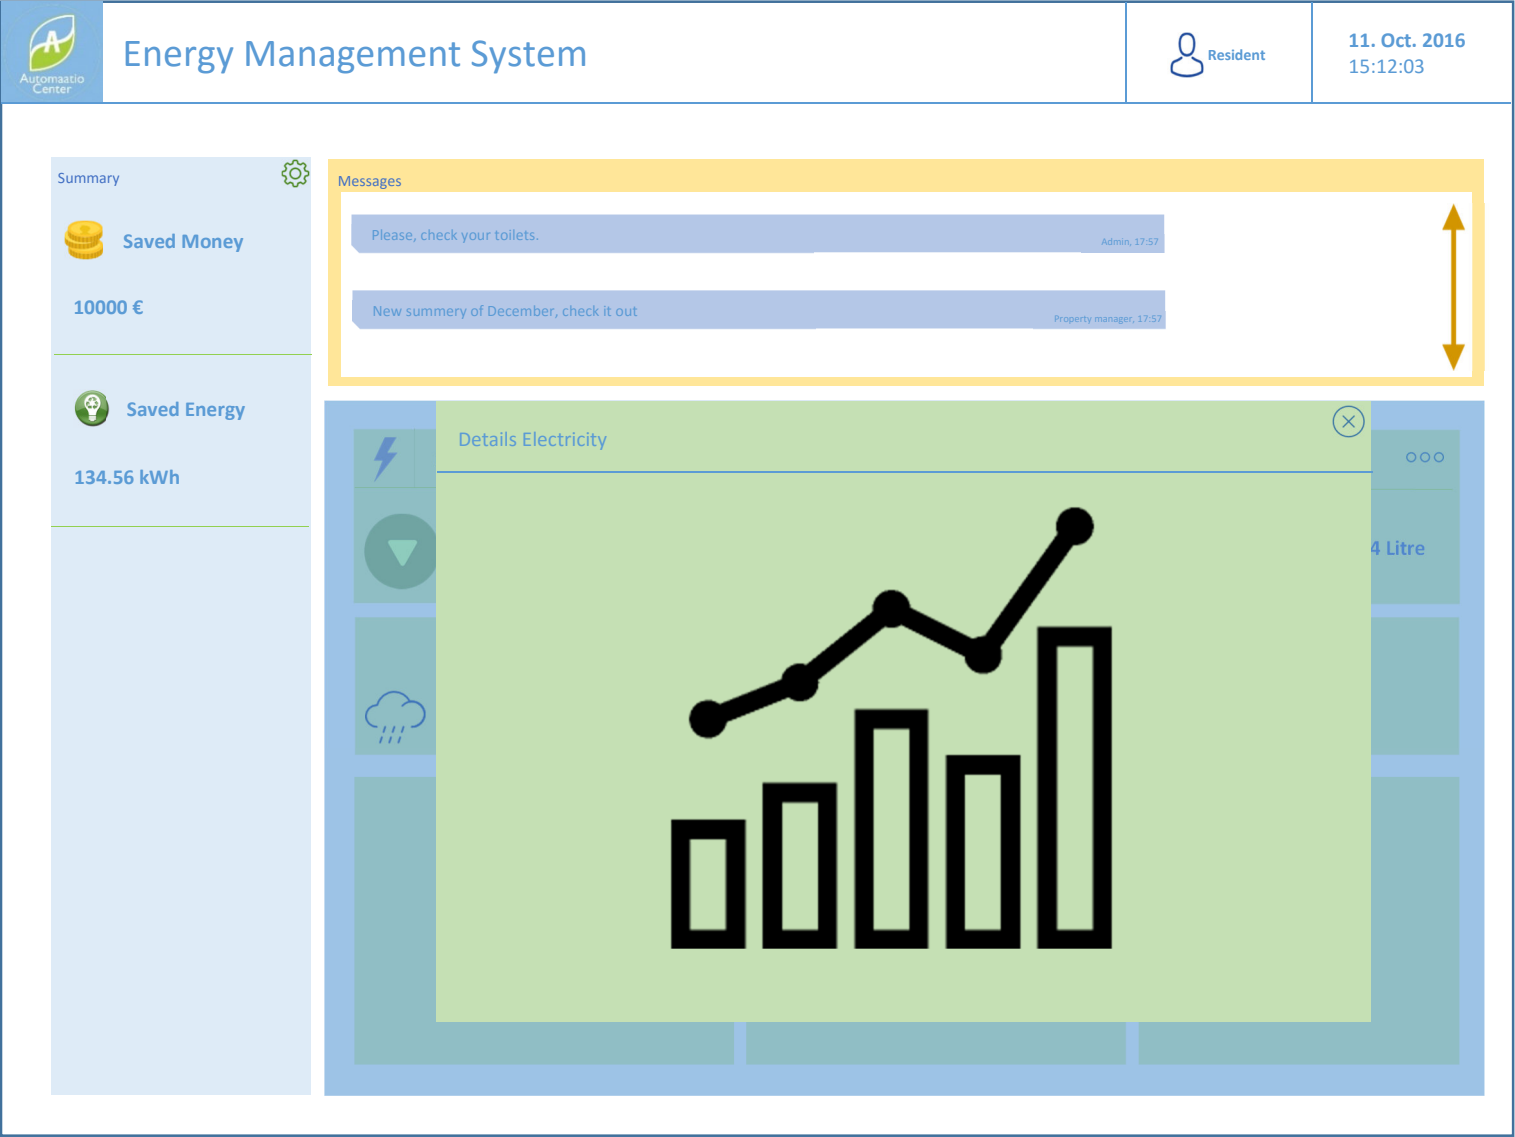 Automaatio
Center
Energy Management System
Resident
11. Oct. 2016
15:12:03
Summary
Saved Money
10000 €
Saved Energy
134.56 kWh
Messages
Please, check your toilets.
Admin, 17:57
New summery of December, check it out
Property manager, 17:57
Details Electricity
4 Litre